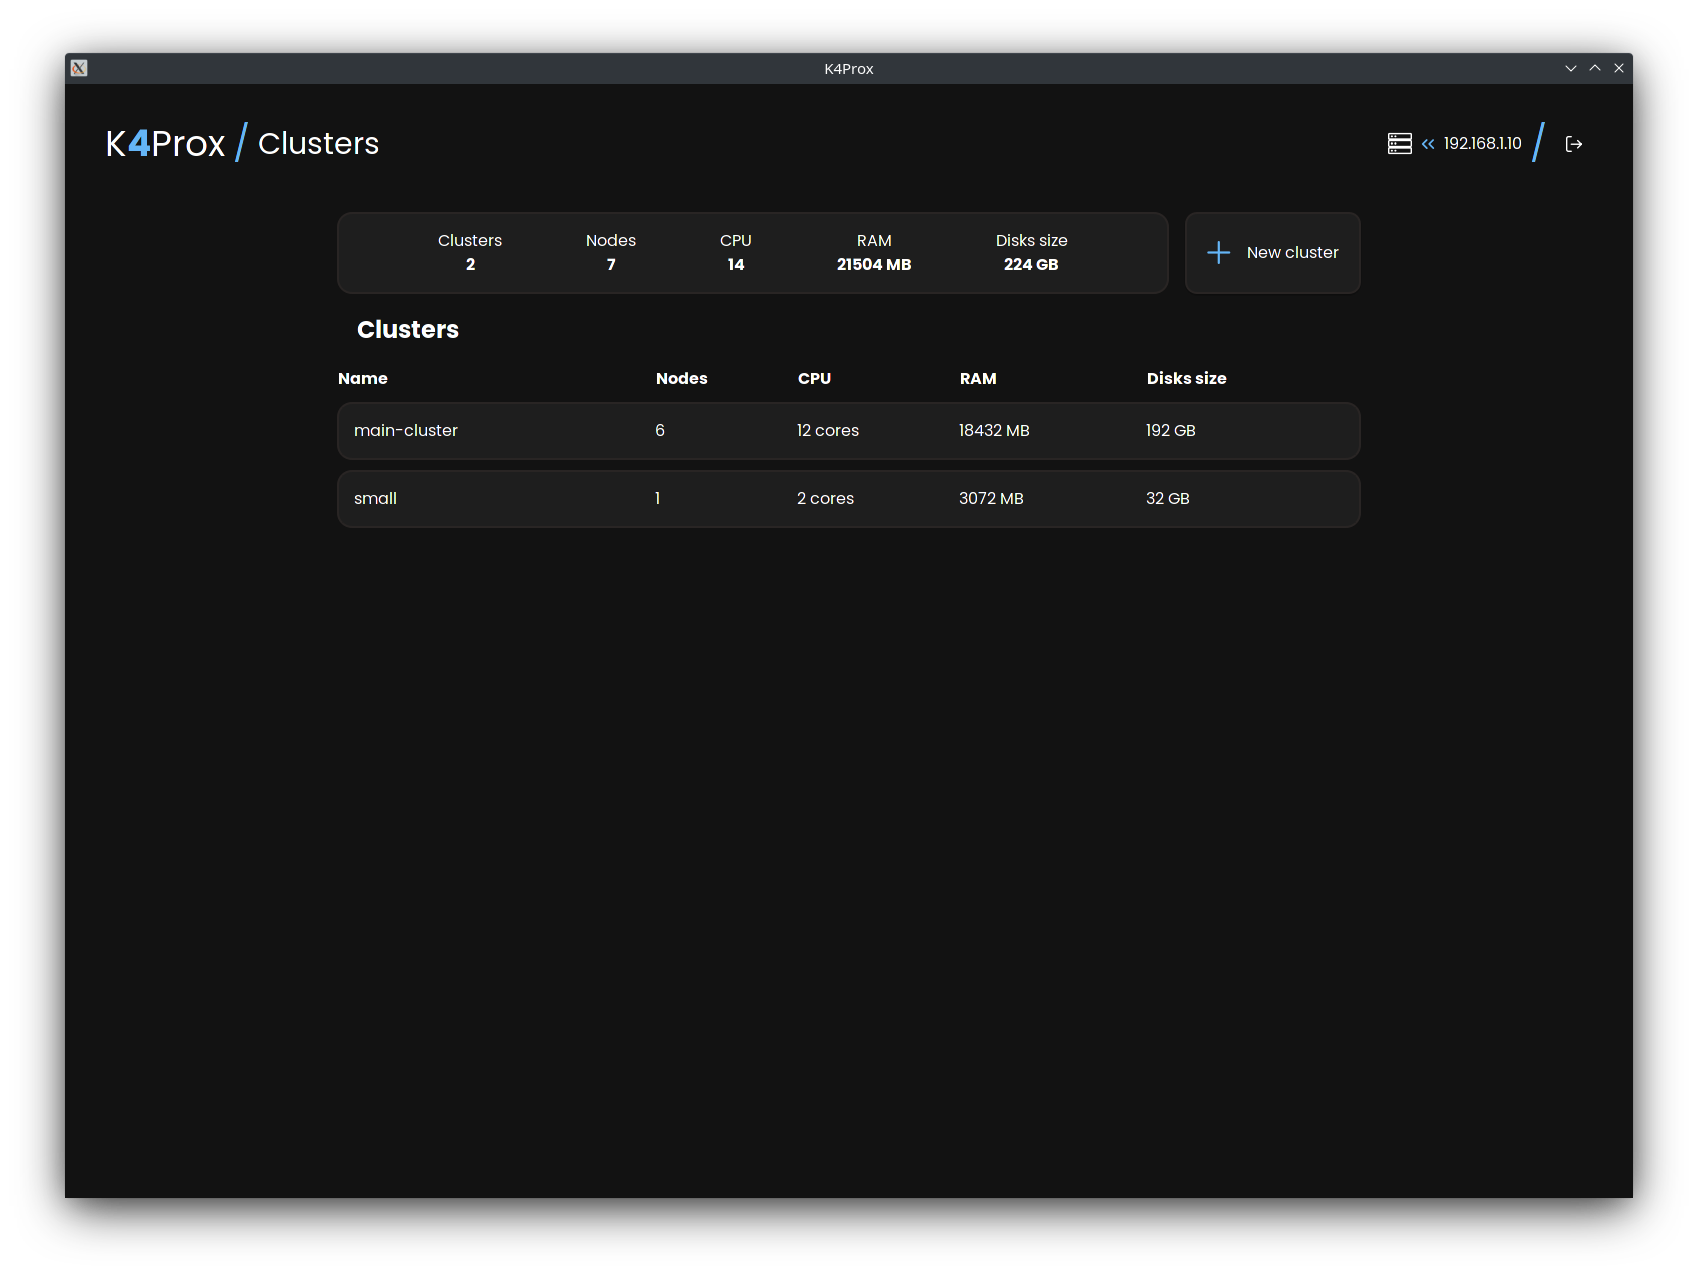 K4Prox
K4Prox / Clusters
« 192.168.1.10 /
Clusters Nodes CPU RAM Disks size
2 7 14 21504 MB 224 GB
New cluster
Clusters
Name Nodes CPU RAM Disks size
main-cluster 6 12 cores 18432 MB 192 GB
small 1 2 cores 3072 MB 32 GB